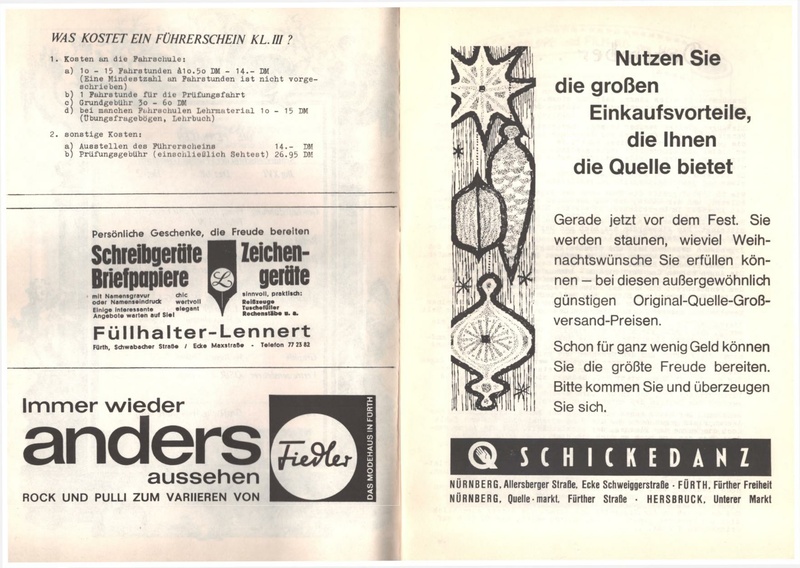 WAS KOSTET EIN FÜHRERSCHEIN KL. III ?
1. Kosten an die Fahrschule:
a) 10 - 15 Fahrstunden à10.50 DM - 14.- DM
(Eine Mindestzahl an Fahrstunden ist nicht vorge-
schrieben)
b) 1 Fahrstunde für die Prüfungsfahrt
c) Grundgebühr 30 - 60 DM
d) bei manchen Fahrschulen Lehrmaterial 10 - 15 DM
(Übungsfragebögen, Lehrbuch)
2. sonstige Kosten:
a) Ausstellen des Führerscheins 14.- DM
b) Prüfungsgebühr (einschließlich Sehtest) 26.95 DM
Persönliche Geschenke, die Freude bereiten
Schreibgeräte
Briefpapiere
mit Namensgravur chic
oder Nameneindruck wertvoll
Einige interessante elegant
Angebote warten auf Sie!
L
Zeichen-
geräte
sinnvoll, praktisch:
Reißzeuge
Tuschefüller
Rechenstäbe u. a.
Füllhalter-Lennert
Fürth, Schwabacher Straße / Ecke Maxstraße - Telefon 77 23 82
Immer wieder
anders
aussehen
ROCK UND PULLI ZUM VARIIEREN VON
Fiedler
DAS MODEHAUS IN FÜRTH
Nutzen Sie
die großen
Einkaufsvorteile,
die Ihnen
die Quelle bietet
Gerade jetzt vor dem Fest. Sie
werden staunen, wieviel Weih-
nachtswünsche Sie erfüllen kön-
nen – bei diesen außergewöhnlich
günstigen Original-Quelle-Groß-
versand-Preisen.
Schon für ganz wenig Geld können
Sie die größte Freude bereiten.
Bitte kommen Sie und überzeugen
Sie sich.
Q SCHICKEDANZ
NÜRNBERG, Allersberger Straße, Ecke Schweiggerstraße · FÜRTH, Fürther Freiheit
NÜRNBERG, Quelle-markt, Fürther Straße · HERSBRUCK, Unterer Markt